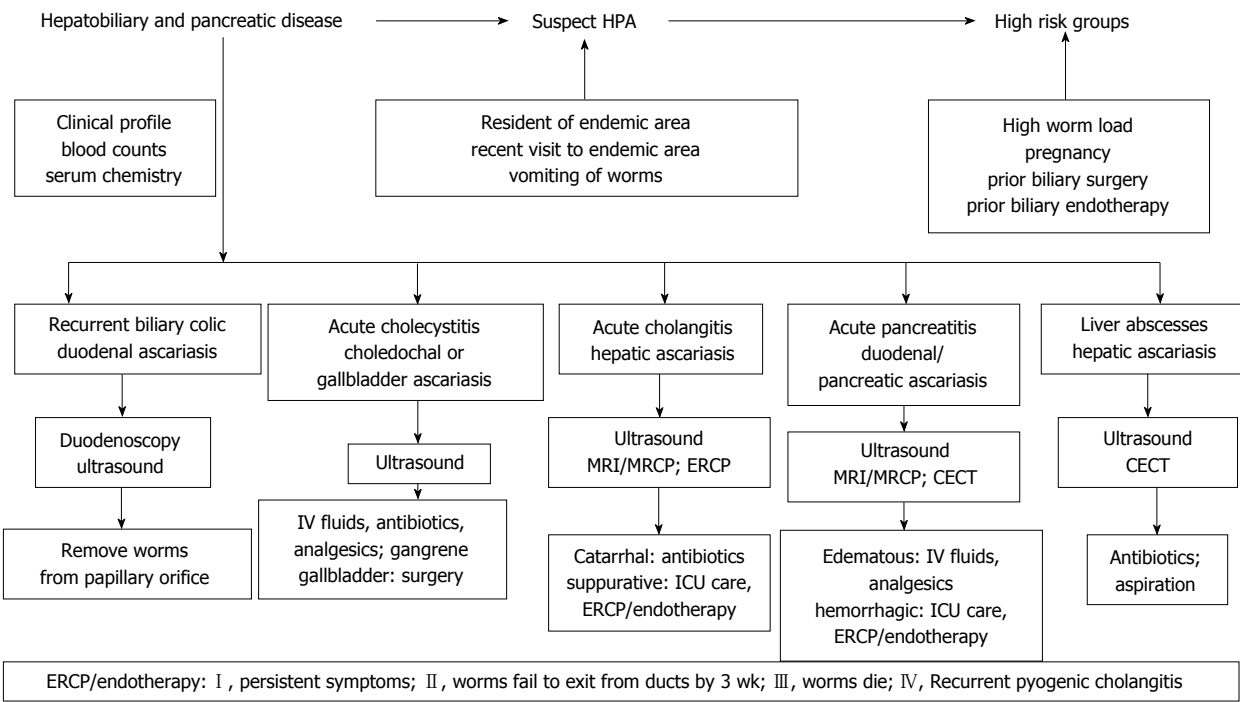 Hepatobiliary and pancreatic disease
Suspect HPA
High risk groups
Clinical profile
blood counts
serum chemistry
Resident of endemic area
recent visit to endemic area
vomiting of worms
High worm load
pregnancy
prior biliary surgery
prior biliary endotherapy
Recurrent biliary colic
duodenal ascariasis
Acute cholecystitis
choledochal or
gallbladder ascariasis
Acute cholangitis
hepatic ascariasis
Acute pancreatitis
duodenal/
pancreatic ascariasis
Liver abscesses
hepatic ascariasis
Duodenoscopy
ultrasound
Ultrasound
Ultrasound
MRI/MRCP; ERCP
Ultrasound
MRI/MRCP; CECT
Ultrasound
CECT
Remove worms
from papillary orifice
IV fluids, antibiotics,
analgesics; gangrene
gallbladder: surgery
Catarrhal: antibiotics
suppurative: ICU care,
ERCP/endotherapy
Edematous: IV fluids,
analgesics
hemorrhagic: ICU care,
ERCP/endotherapy
Antibiotics;
aspiration
ERCP/endotherapy: Ⅰ, persistent symptoms; Ⅱ, worms fail to exit from ducts by 3 wk; Ⅲ, worms die; Ⅳ, Recurrent pyogenic cholangitis